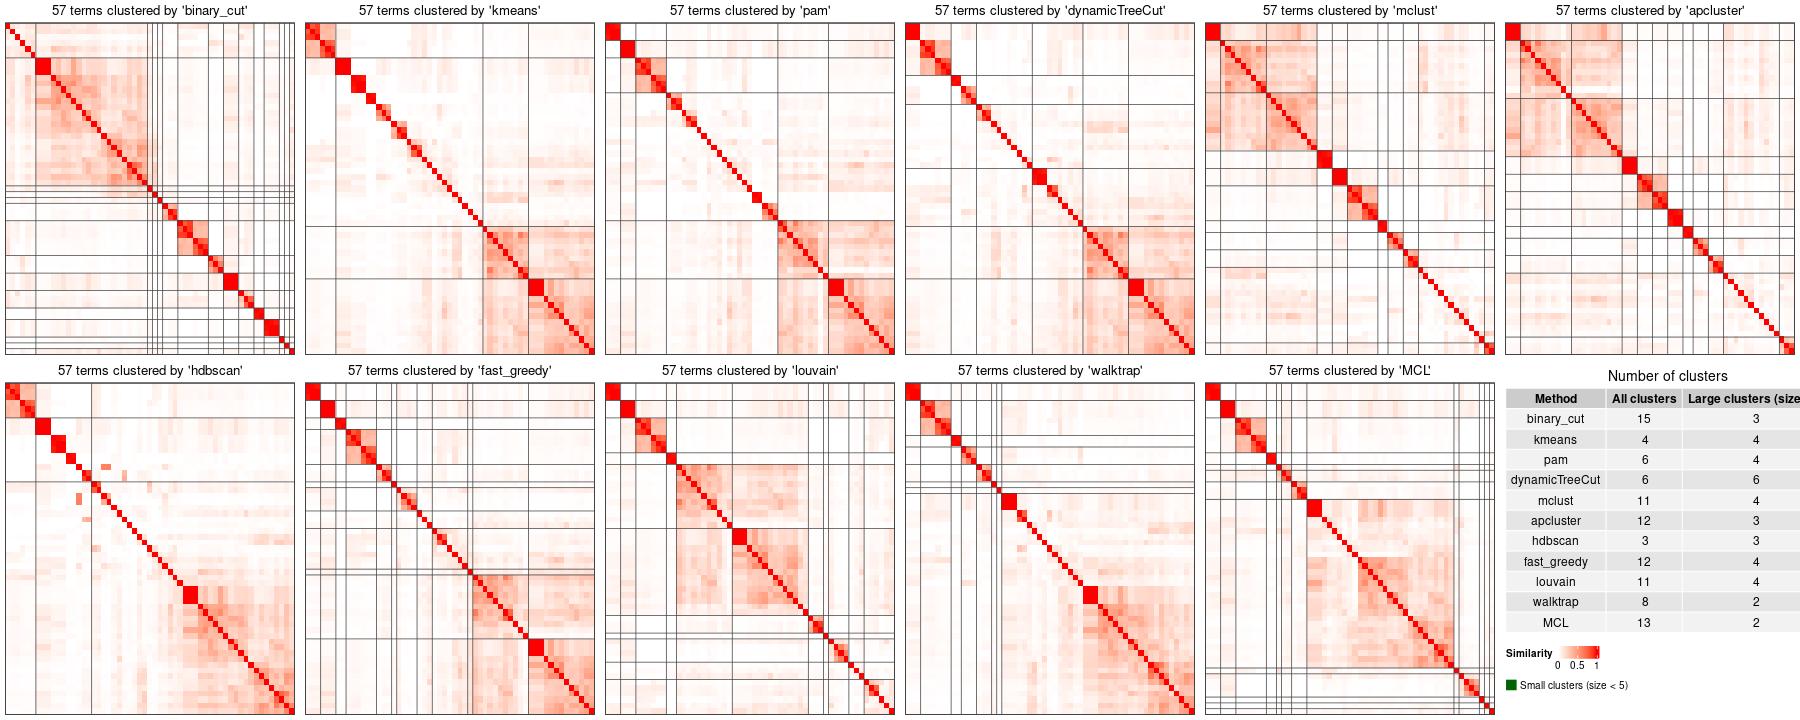 57 terms clustered by 'binary_cut'
57 terms clustered by 'kmeans'
57 terms clustered by 'pam'
57 terms clustered by 'dynamicTreeCut'
57 terms clustered by 'mclust'
57 terms clustered by 'apcluster'
57 terms clustered by 'hdbscan'
57 terms clustered by 'fast_greedy'
57 terms clustered by 'louvain'
57 terms clustered by 'walktrap'
57 terms clustered by 'MCL'
Number of clusters
Method All clusters Large clusters (size
binary_cut 15 3
kmeans 4 4
pam 6 4
dynamicTreeCut 6 6
mclust 11 4
apcluster 12 3
hdbscan 3 3
fast_greedy 12 4
louvain 11 4
walktrap 8 2
MCL 13 2
Similarity
0 0.5 1
Small clusters (size < 5)